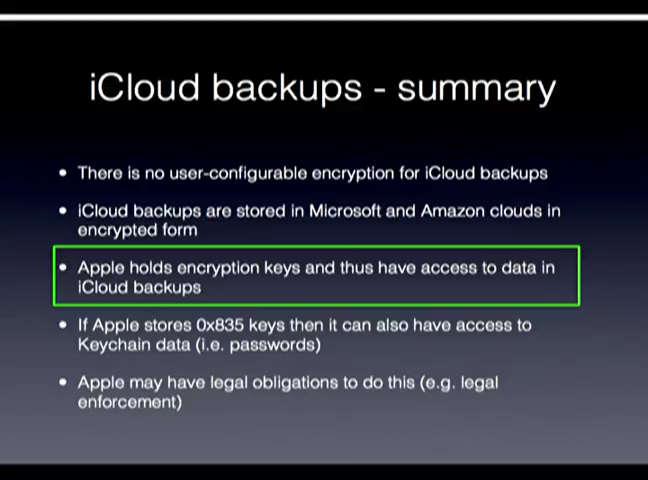 iCloud backups - summary
• There is no user-configurable encryption for iCloud backups
• iCloud backups are stored in Microsoft and Amazon clouds in
encrypted form
• Apple holds encryption keys and thus have access to data in
iCloud backups
• If Apple stores 0x835 keys then it can also have access to
Keychain data (i.e. passwords)
• Apple may have legal obligations to do this (e.g. legal
enforcement)